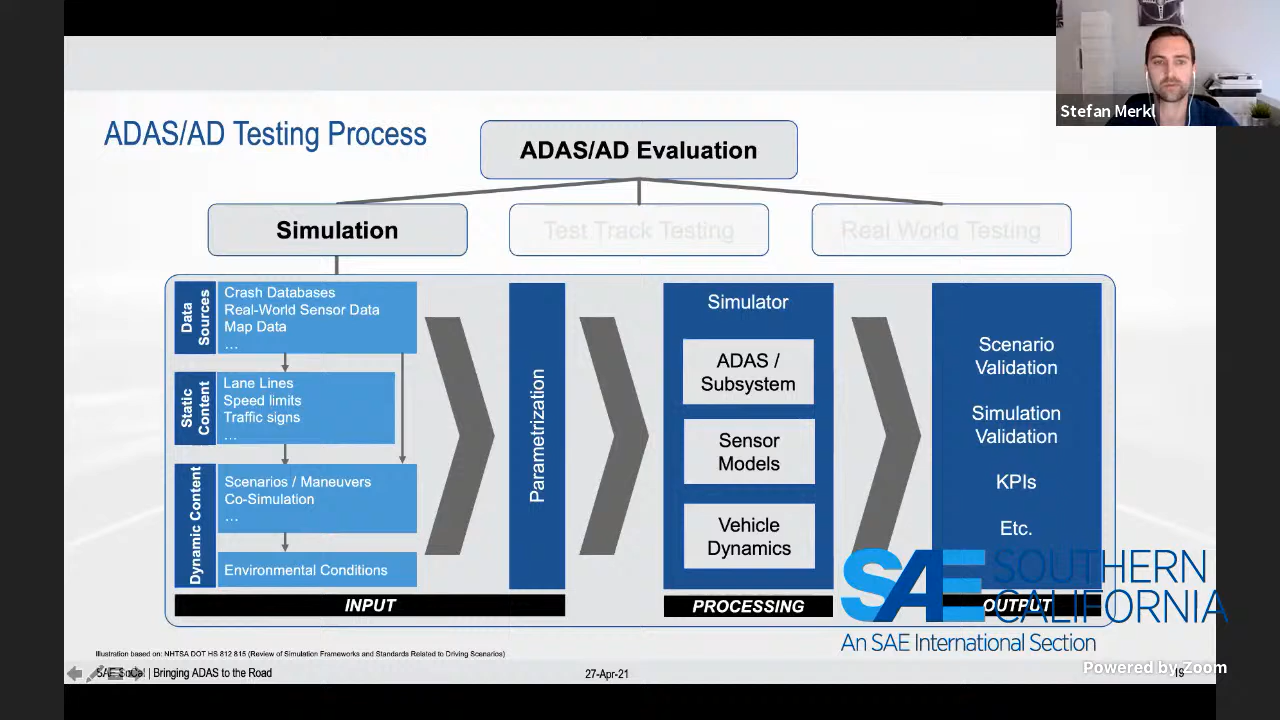 Stefan Merkl
ADAS/AD Testing Process
ADAS/AD Evaluation
Simulation
Test Track Testing
Real World Testing
Data
Sources
Crash Databases
Real-World Sensor Data
Map Data
...
Static
Content
Lane Lines
Speed limits
Traffic signs
...
Dynamic Content
Scenarios / Maneuvers
Co-Simulation
...
Environmental Conditions
INPUT
Parametrization
Simulator
ADAS /
Subsystem
Sensor
Models
Vehicle
Dynamics
PROCESSING
Scenario
Validation
Simulation
Validation
KPIs
Etc.
OUTPUT
SAE SOUTHERN
CALIFORNIA
An SAE International Section
Illustration based on: NHTSA DOT HS 812 815 (Review of Simulation Frameworks and Standards Related to Driving Scenarios)
SAE SoCal | Bringing ADAS to the Road
27-Apr-21
19
Powered by Zoom